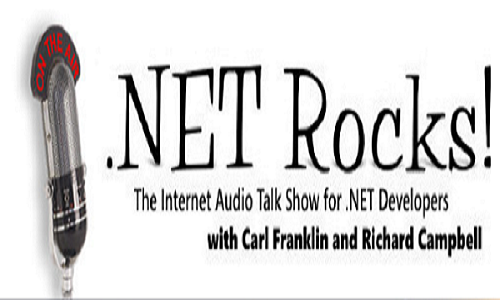 ON THE AIR
.NET Rocks!
The Internet Audio Talk Show for .NET Developers
with Carl Franklin and Richard Campbell